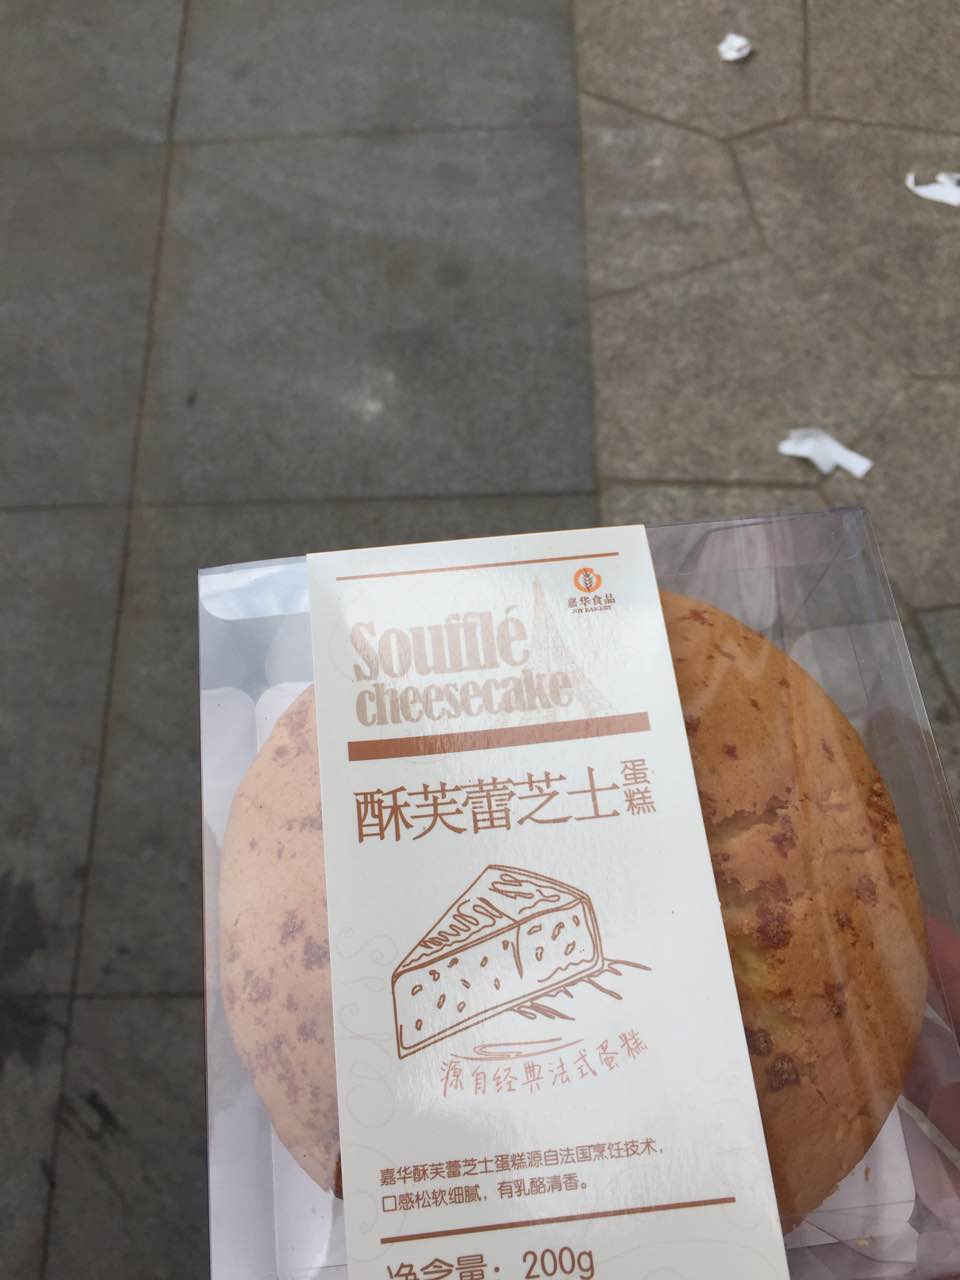 嘉华食品
JOY BAKERY
Soufflé
cheesecake
酥芙蕾芝士蛋糕
源自经典法式蛋糕
嘉华酥芙蕾芝士蛋糕源自法国烹饪技术，
口感松软细腻，有乳酪清香。
净含量：200g